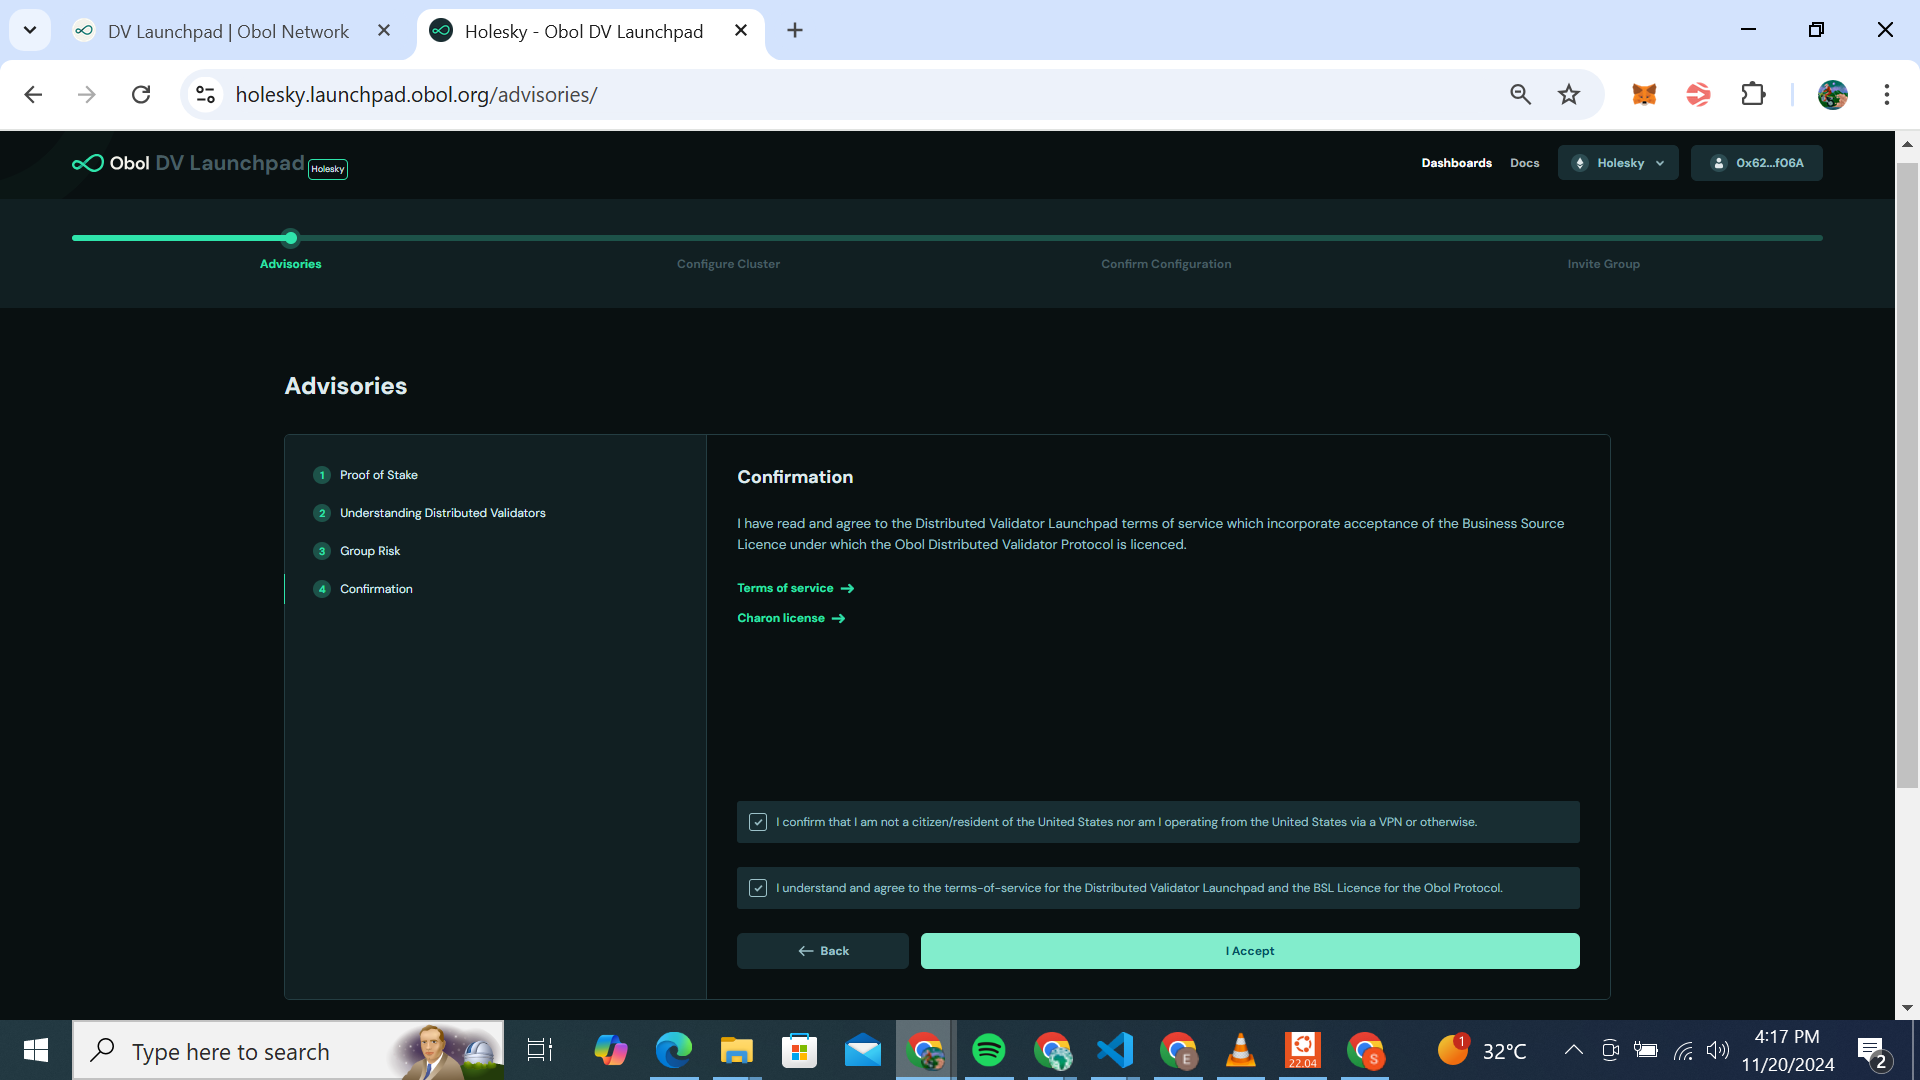 DV Launchpad | Obol Network
Holesky - Obol DV Launchpad
holesky.launchpad.obol.org/advisories/
Obol DV Launchpad Holesky
Dashboards
Docs
Holesky
0x62...f06A
Advisories
Configure Cluster
Confirm Configuration
Invite Group
Advisories
1 Proof of Stake
2 Understanding Distributed Validators
3 Group Risk
4 Confirmation
Confirmation
I have read and agree to the Distributed Validator Launchpad terms of service which incorporate acceptance of the Business Source
Licence under which the Obol Distributed Validator Protocol is licenced.
Terms of service →
Charon license →
I confirm that I am not a citizen/resident of the United States nor am I operating from the United States via a VPN or otherwise.
I understand and agree to the terms-of-service for the Distributed Validator Launchpad and the BSL Licence for the Obol Protocol.
← Back
I Accept
Type here to search
E
22.04
S
1
32°C
4:17 PM
11/20/2024
2